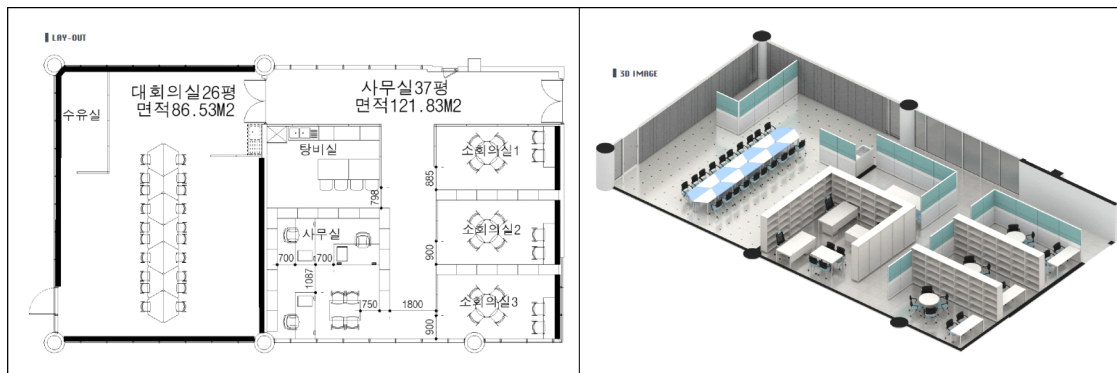 LAY-OUT
대회의실26평
면적86.53M2
사무실37평
면적121.83M2
수유실
탕비실
소회의실1
885
798
소회의실2
사무실
700
700
900
1087
소회의실3
750
1800
900
3D IMAGE